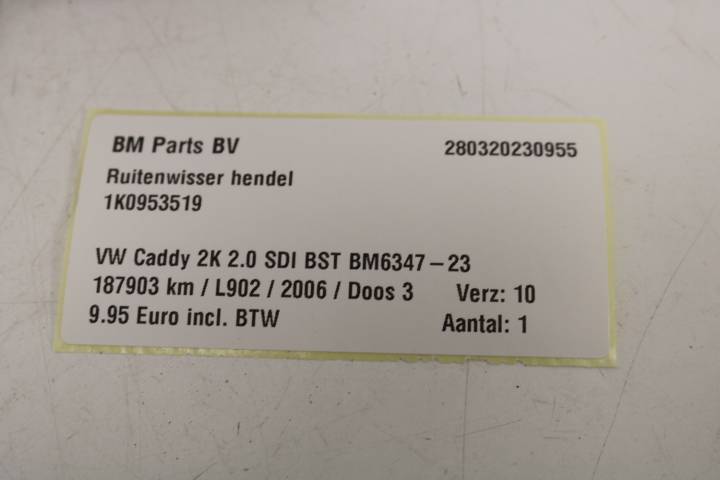 BM Parts BV 280320230955
Ruitenwisser hendel
1K0953519
VW Caddy 2K 2.0 SDI BST BM6347-23
187903 km / L902 / 2006 / Doos 3 Verz: 10
9.95 Euro incl. BTW Aantal: 1